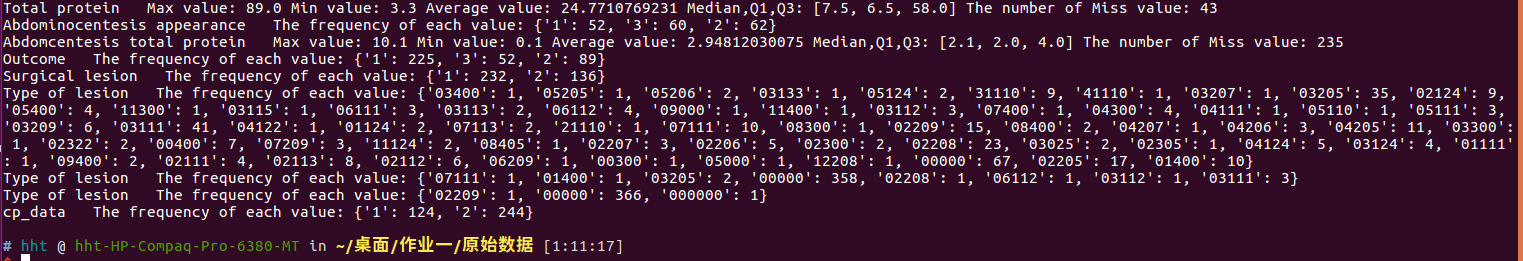 Total protein   Max value: 89.0 Min value: 3.3 Average value: 24.7710769231 Median,Q1,Q3: [7.5, 6.5, 58.0] The number of Miss value: 43
Abdominocentesis appearance   The frequency of each value: {'1': 52, '3': 60, '2': 62}
Abdomcentesis total protein   Max value: 10.1 Min value: 0.1 Average value: 2.94812030075 Median,Q1,Q3: [2.1, 2.0, 4.0] The number of Miss value: 235
Outcome   The frequency of each value: {'1': 225, '3': 52, '2': 89}
Surgical lesion   The frequency of each value: {'1': 232, '2': 136}
Type of lesion   The frequency of each value: {'03400': 1, '05205': 1, '05206': 2, '03133': 1, '05124': 2, '31110': 9, '41110': 1, '03207': 1, '03205': 35, '02124': 9,
'05400': 4, '11300': 1, '03115': 1, '06111': 3, '03113': 2, '06112': 4, '09000': 1, '11400': 1, '03112': 3, '07400': 1, '04300': 4, '04111': 1, '05110': 1, '05111': 3,
'03209': 6, '03111': 41, '04122': 1, '01124': 2, '07113': 2, '21110': 1, '07111': 10, '08300': 1, '02209': 15, '08400': 2, '04207': 1, '04206': 3, '04205': 11, '03300':
 1, '02322': 2, '00400': 7, '07209': 3, '11124': 2, '08405': 1, '02207': 3, '02206': 5, '02300': 2, '02208': 23, '03025': 2, '02305': 1, '04124': 5, '03124': 4, '01111'
: 1, '09400': 2, '02111': 4, '02113': 8, '02112': 6, '06209': 1, '00300': 1, '05000': 1, '12208': 1, '00000': 67, '02205': 17, '01400': 10}
Type of lesion   The frequency of each value: {'07111': 1, '01400': 1, '03205': 2, '00000': 358, '02208': 1, '06112': 1, '03112': 1, '03111': 3}
Type of lesion   The frequency of each value: {'02209': 1, '00000': 366, '000000': 1}
cp_data   The frequency of each value: {'1': 124, '2': 244}
# hht @ hht-HP-Compaq-Pro-6380-MT in ~/桌面/作业一/原始数据 [1:11:17]